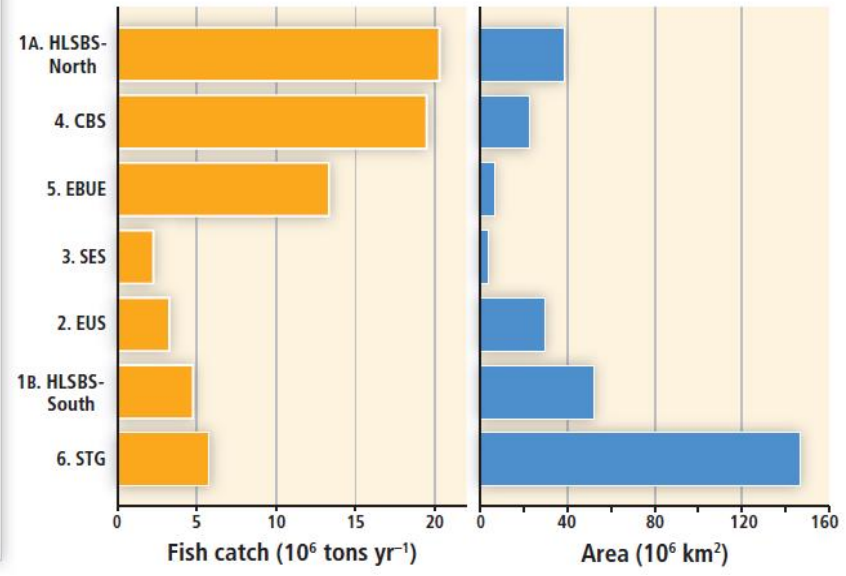 1A. HLSBS-
North
4. CBS
5. EBUE
3. SES
2. EUS
1B. HLSBS-
South
6. STG
0 5 10 15 20
0 40 80 120 160
Fish catch (10⁶ tons yr⁻¹)
Area (10⁶ km²)